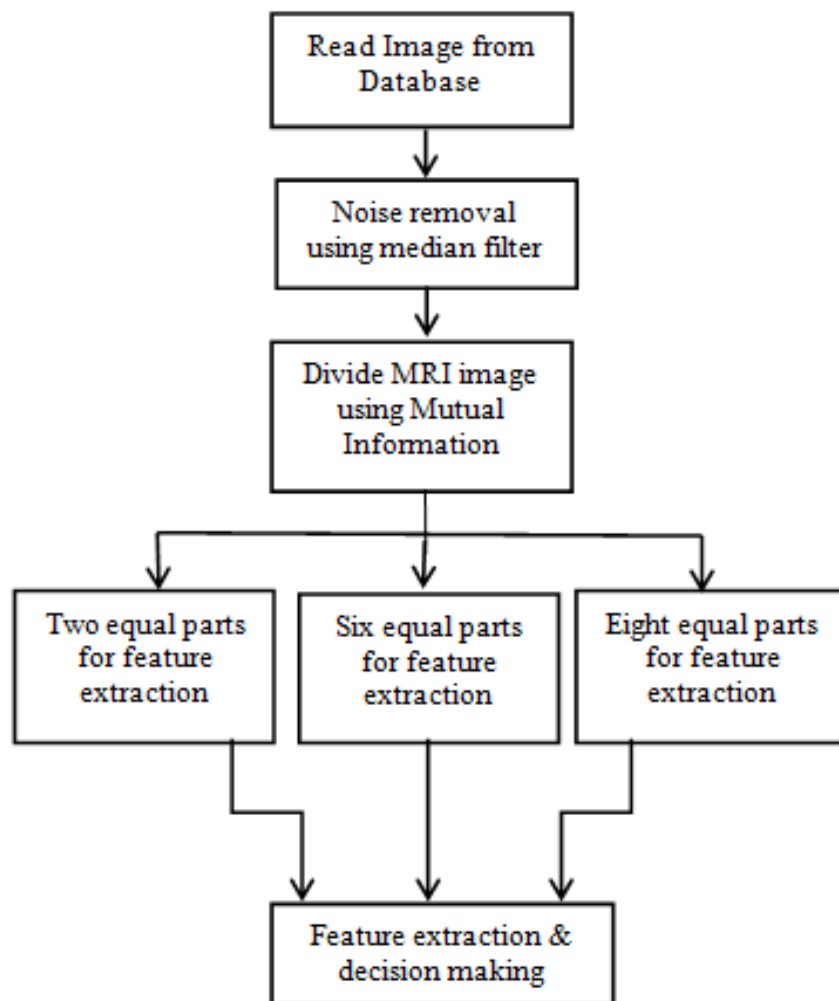 Read Image from
Database
Noise removal
using median filter
Divide MRI image
using Mutual
Information
Two equal parts
for feature
extraction
Six equal parts
for feature
extraction
Eight equal parts
for feature
extraction
Feature extraction &
decision making